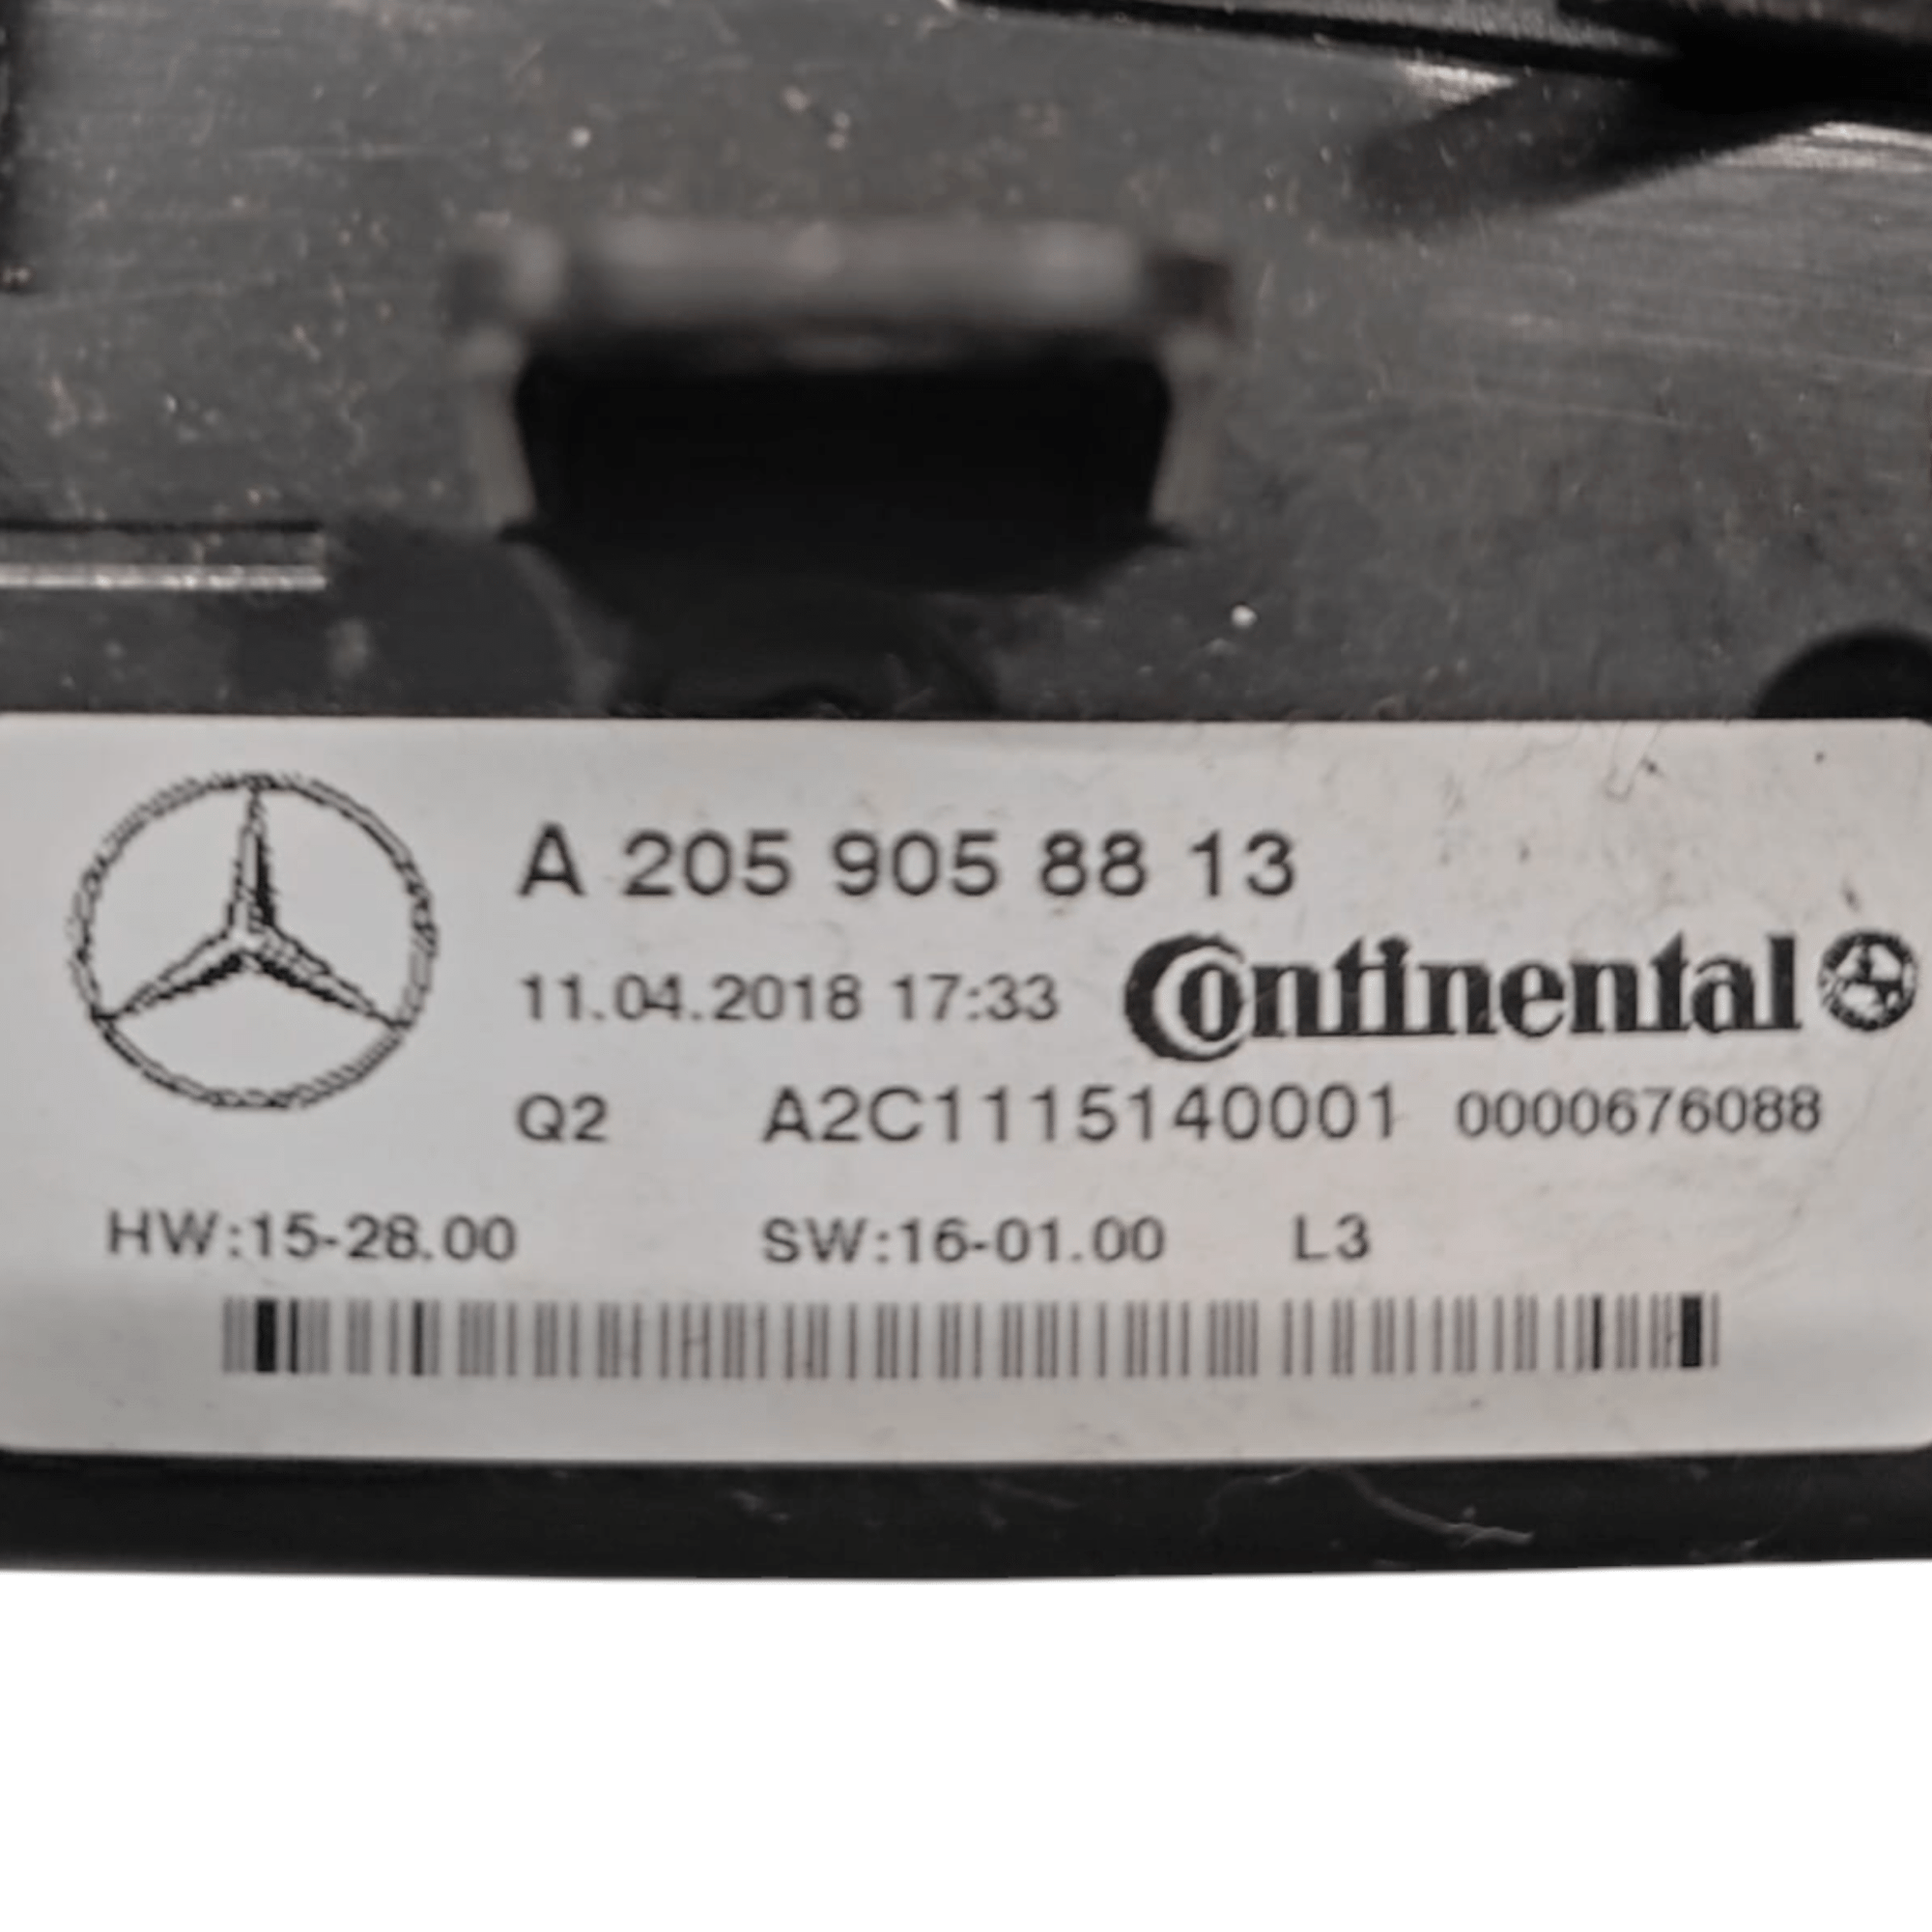 A 205 905 88 13
11.04.2018 17:33 Continental
Q2 A2C1115140001 0000676088
HW:15-28.00 SW:16-01.00 L3